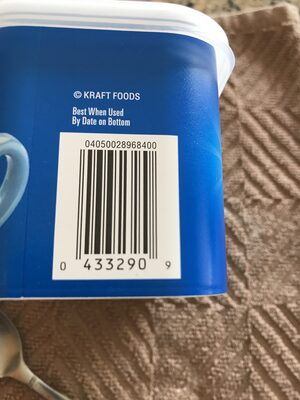 © KRAFT FOODS
Best When Used
By Date on Bottom
04050028968400
0 433290 9